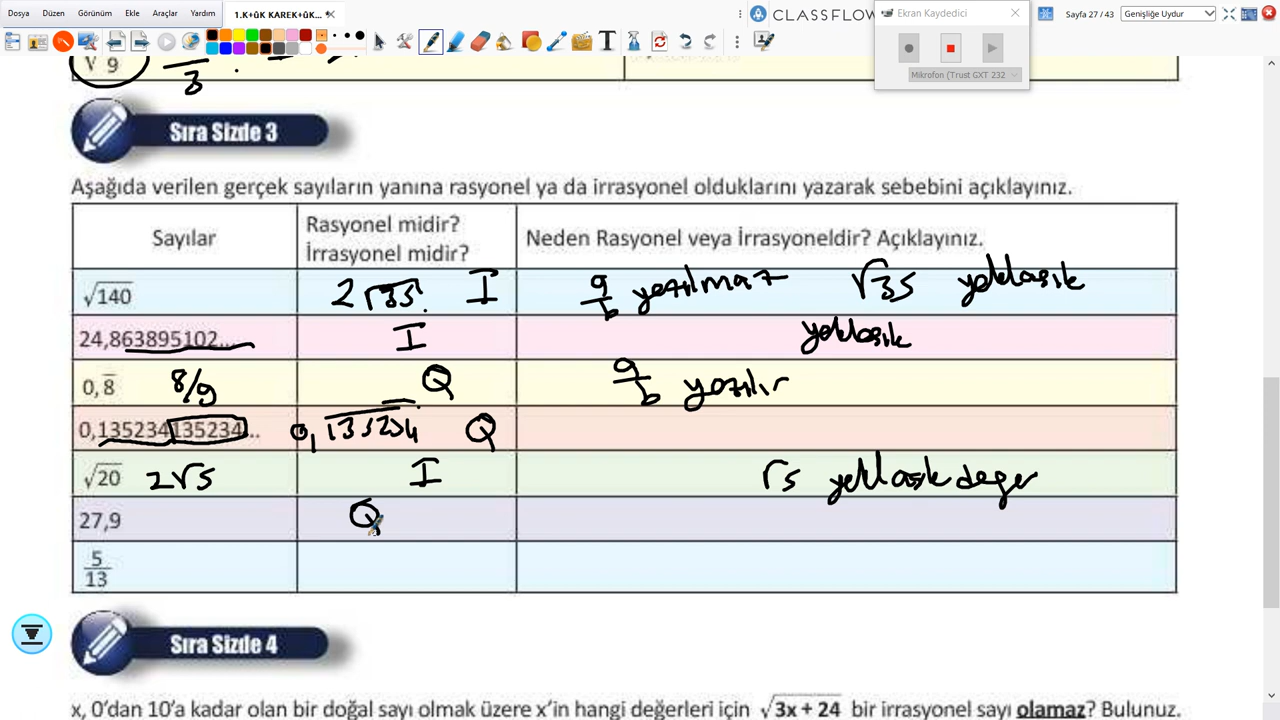 Dosya Düzen Görünüm Ekle Araçlar Yardım
1.K+ûK KAREK+ûK...
CLASSFLOW
Ekran Kaydedici
Sayfa 27 / 43
Genişliğe Uydur
Mikrofon (Trust GXT 232
√9
3
Sıra Sizde 3
Aşağıda verilen gerçek sayıların yanına rasyonel ya da irrasyonel olduklarını yazarak sebebini açıklayınız.
Sayılar
Rasyonel midir?
İrrasyonel midir?
Neden Rasyonel veya İrrasyoneldir? Açıklayınız.
√140 2√35 I a/b yazılmaz √35 yaklaşık
24,863895102... I yaklaşık
0,8̅ 8/9 Q a/b yazılır
0,135234135234... 0,135234 Q
√20 2√5 I √5 yaklaşık değer
27,9 Q
5/13
Sıra Sizde 4
x, 0'dan 10'a kadar olan bir doğal sayı olmak üzere x'in hangi değerleri için √3x + 24 bir irrasyonel sayı olamaz? Bulunuz.